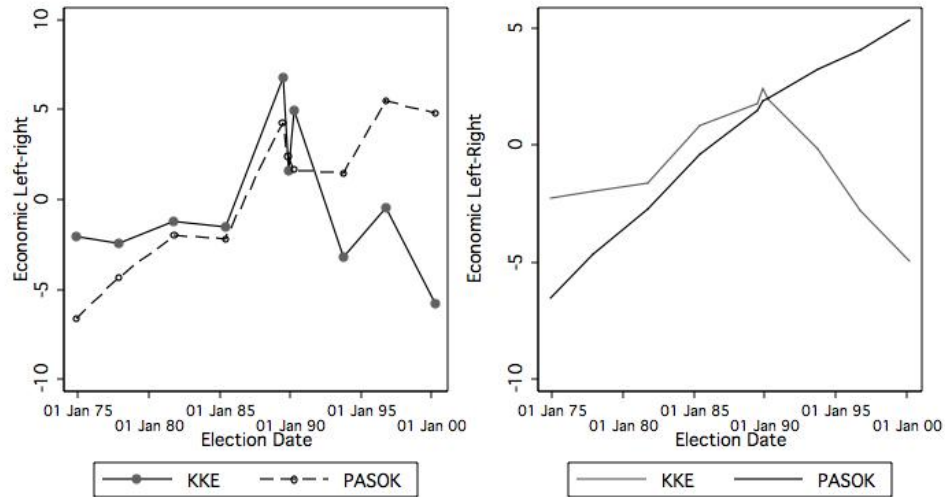 10
5
0
-5
-10
Economic Left-right
01 Jan 75
01 Jan 85
01 Jan 95
01 Jan 80
01 Jan 90
01 Jan 00
Election Date
KKE
PASOK
5
0
-5
-10
Economic Left-Right
01 Jan 75
01 Jan 85
01 Jan 95
01 Jan 80
01 Jan 90
01 Jan 00
Election Date
KKE
PASOK